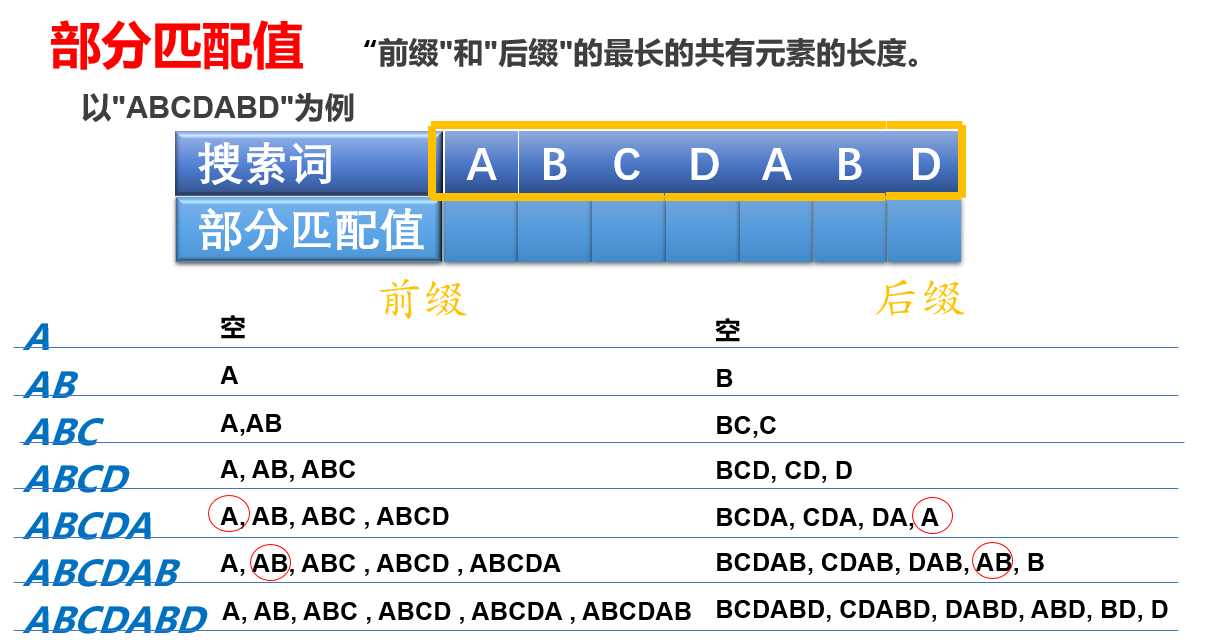 部分匹配值 “前缀"和"后缀"的最长的共有元素的长度。
以"ABCDABD"为例
搜索词 A B C D A B D
部分匹配值
前缀 后缀
A 空 空
AB A B
ABC A,AB BC,C
ABCD A, AB, ABC BCD, CD, D
ABCDA A, AB, ABC , ABCD BCDA, CDA, DA, A
ABCDAB A, AB, ABC , ABCD , ABCDA BCDAB, CDAB, DAB, AB, B
ABCDABD A, AB, ABC , ABCD , ABCDA , ABCDAB BCDABD, CDABD, DABD, ABD, BD, D